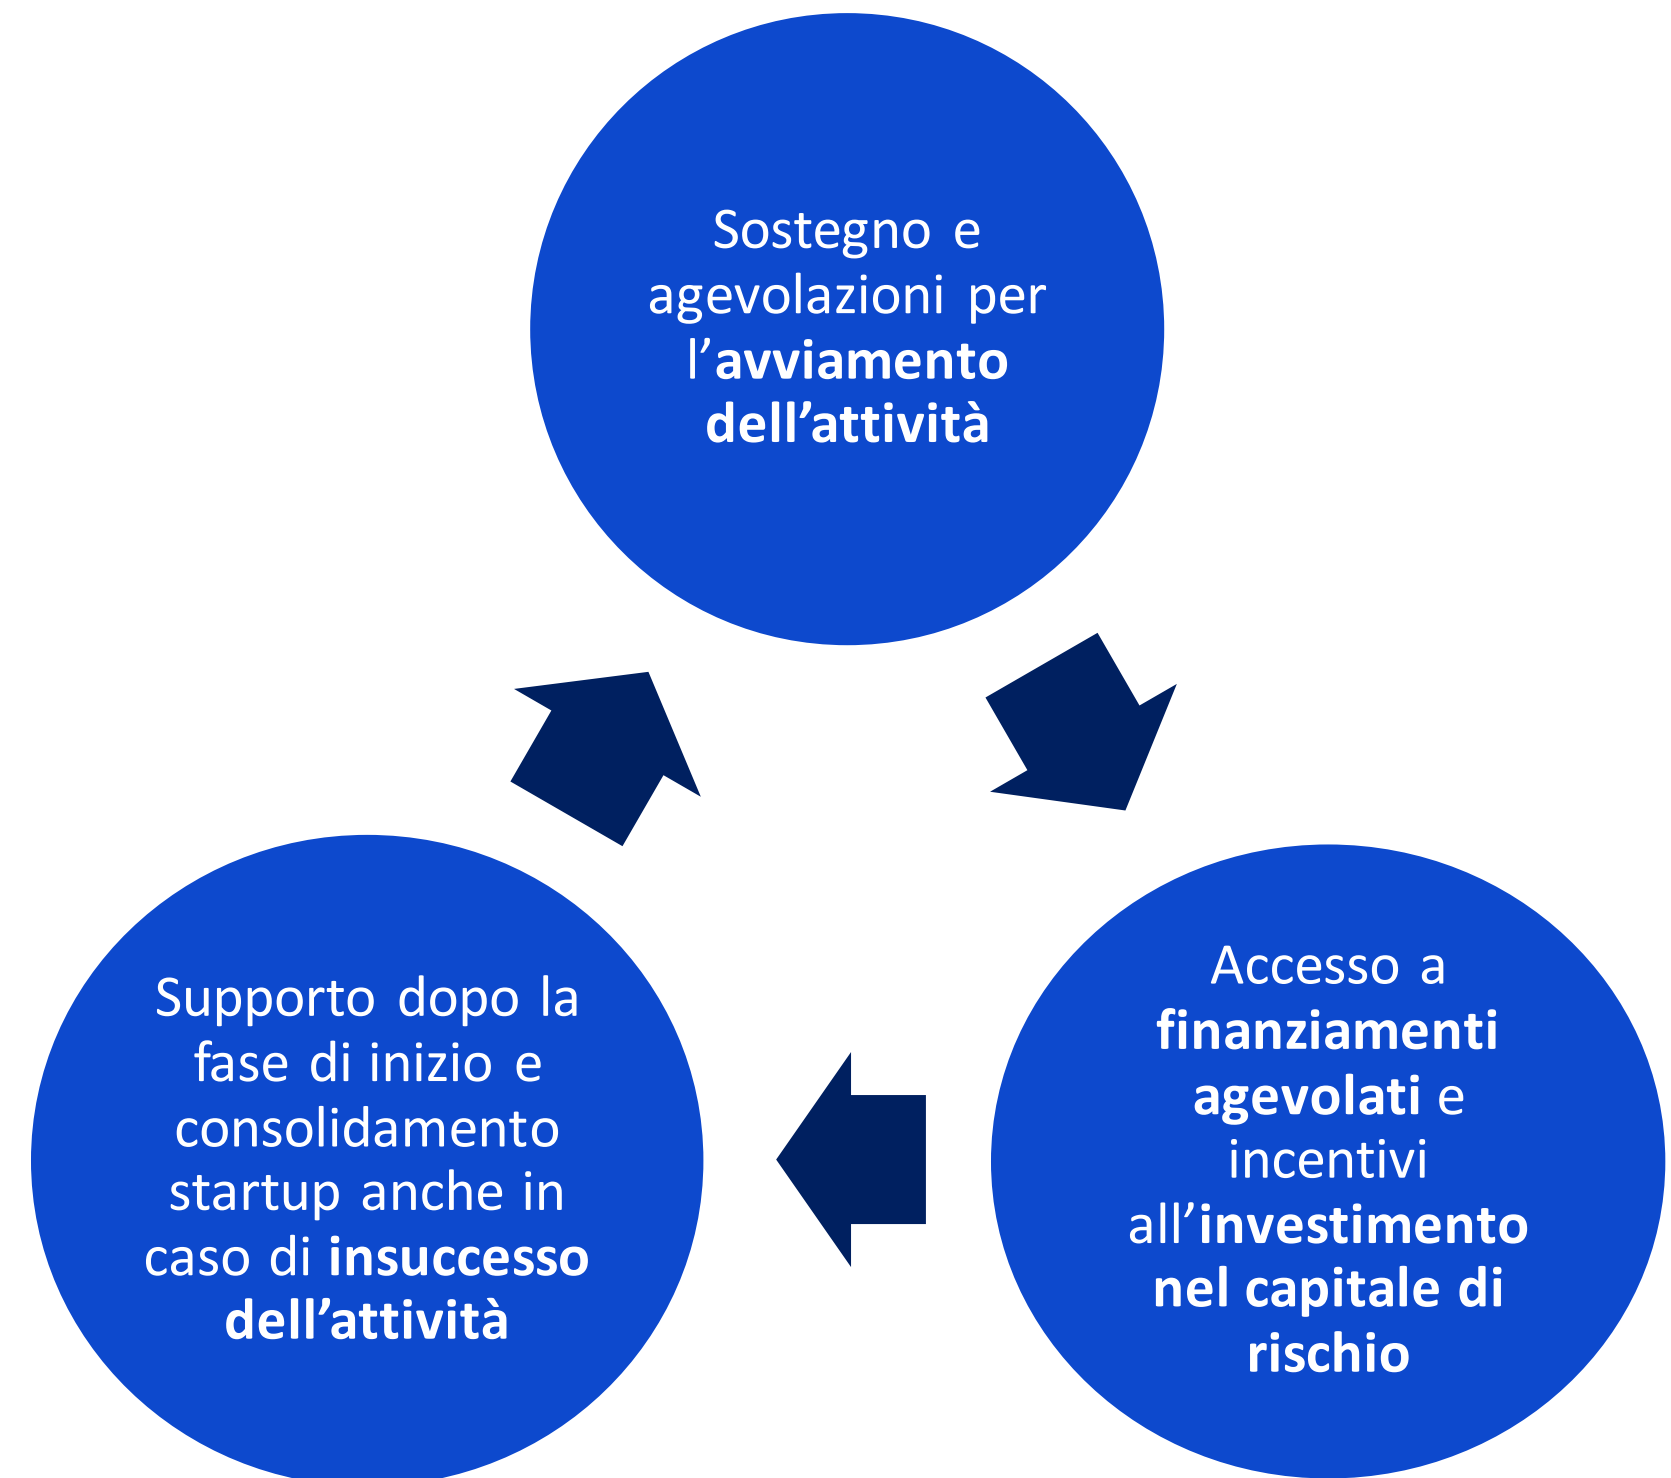 Sostegno e
agevolazioni per
l’avviamento
dell’attività
Accesso a
finanziamenti
agevolati e
incentivi
all’investimento
nel capitale di
rischio
Supporto dopo la
fase di inizio e
consolidamento
startup anche in
caso di insuccesso
dell’attività